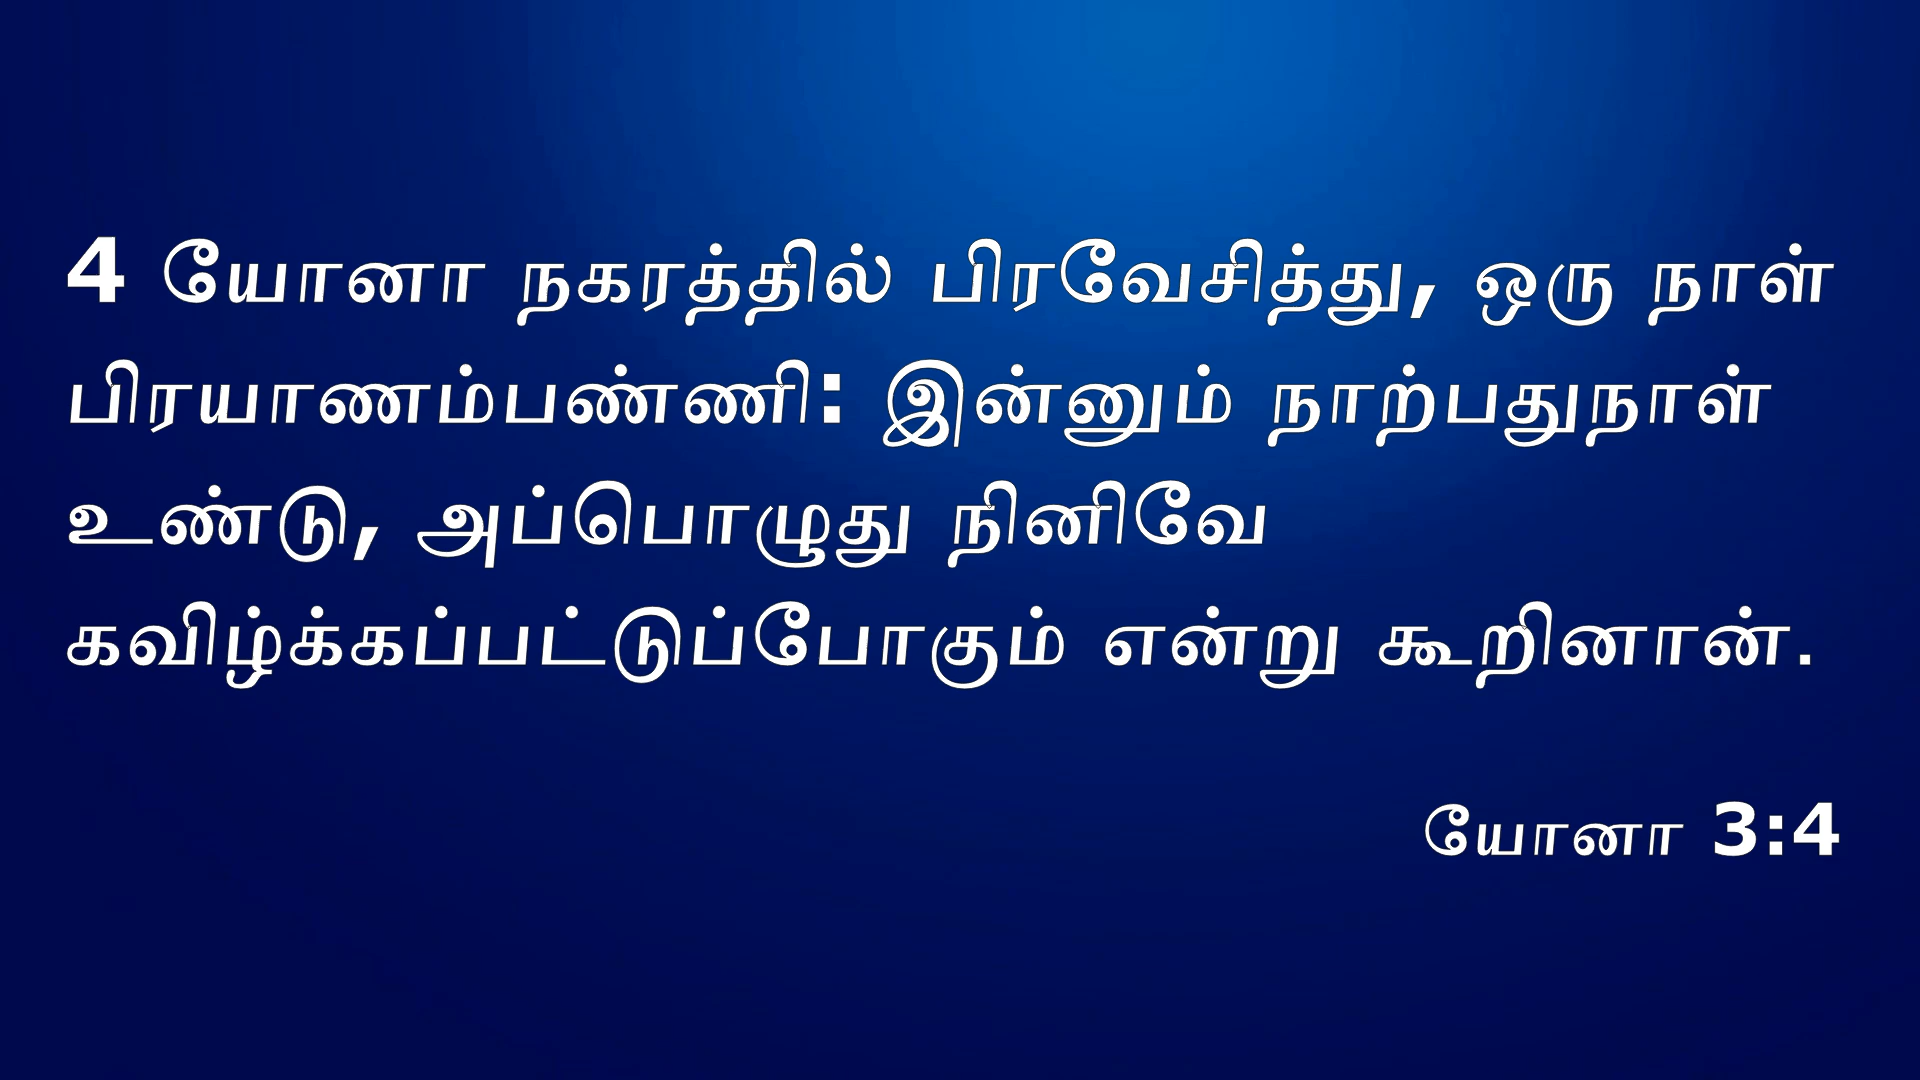 4 யோனா நகரத்தில் பிரவேசித்து, ஒரு நாள்
பிரயாணம்பண்ணி: இன்னும் நாற்பதுநாள்
உண்டு, அப்பொழுது நினிவே
கவிழ்க்கப்பட்டுப்போகும் என்று கூறினான்.
யோனா 3:4